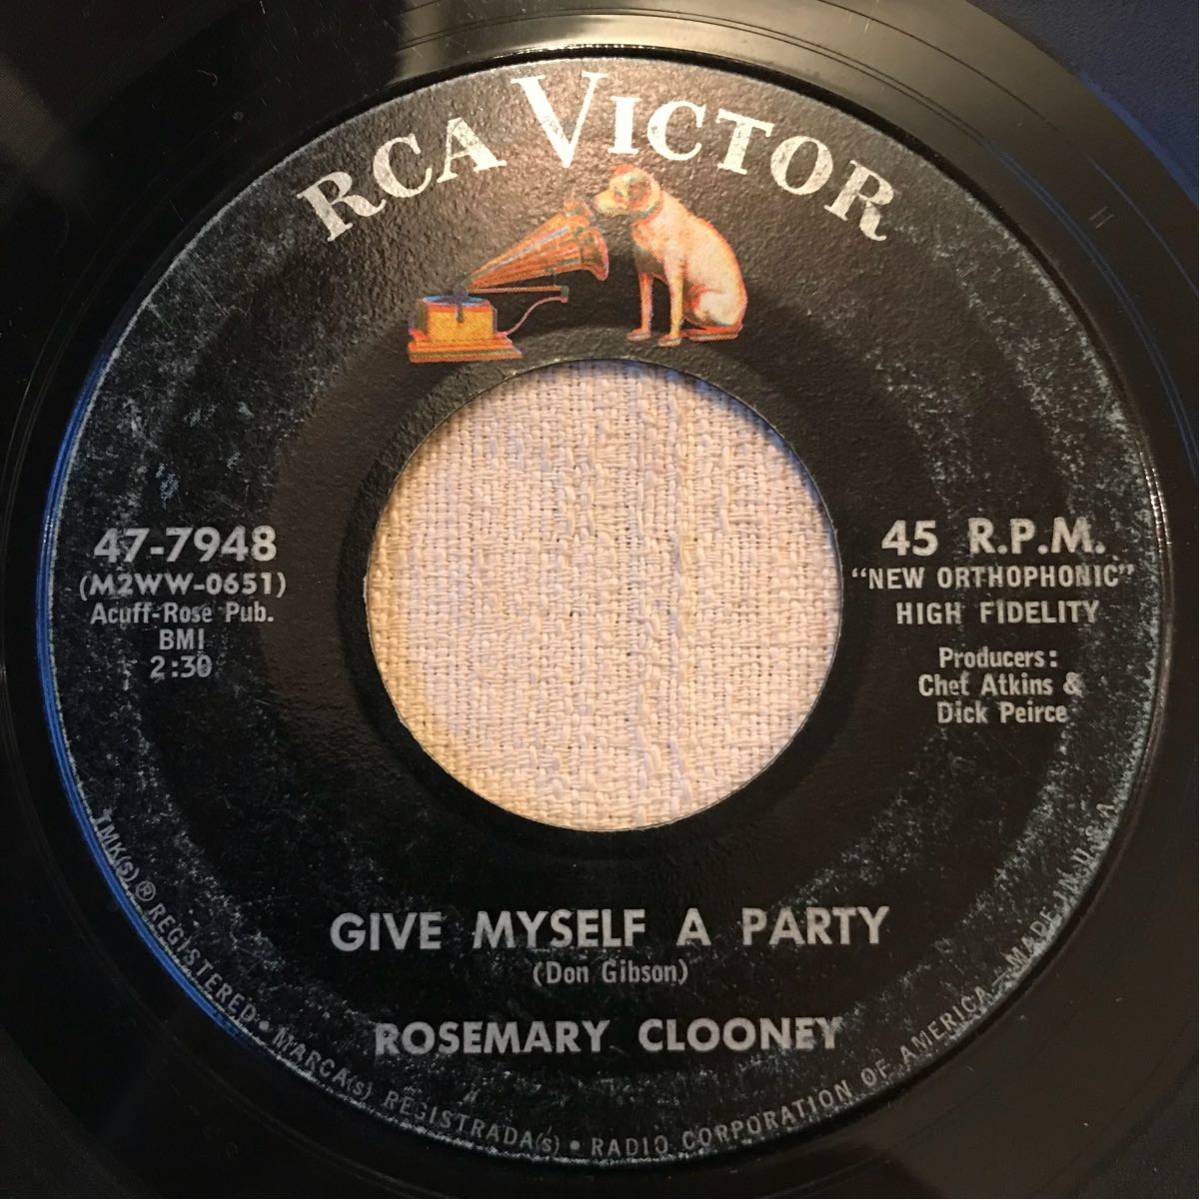 RCA VICTOR
47-7948
(M2WW-0651)
Acuff-Rose Pub.
BMI
2:30
45 R.P.M.
"NEW ORTHOPHONIC"
HIGH FIDELITY
Producers:
Chet Atkins &
Dick Peirce
GIVE MYSELF A PARTY
(Don Gibson)
ROSEMARY CLOONEY
TMK(s) ® REGISTERED • MARCA(s) REGISTRADA(s) • RADIO CORPORATION OF AMERICA — MADE IN U.S.A.